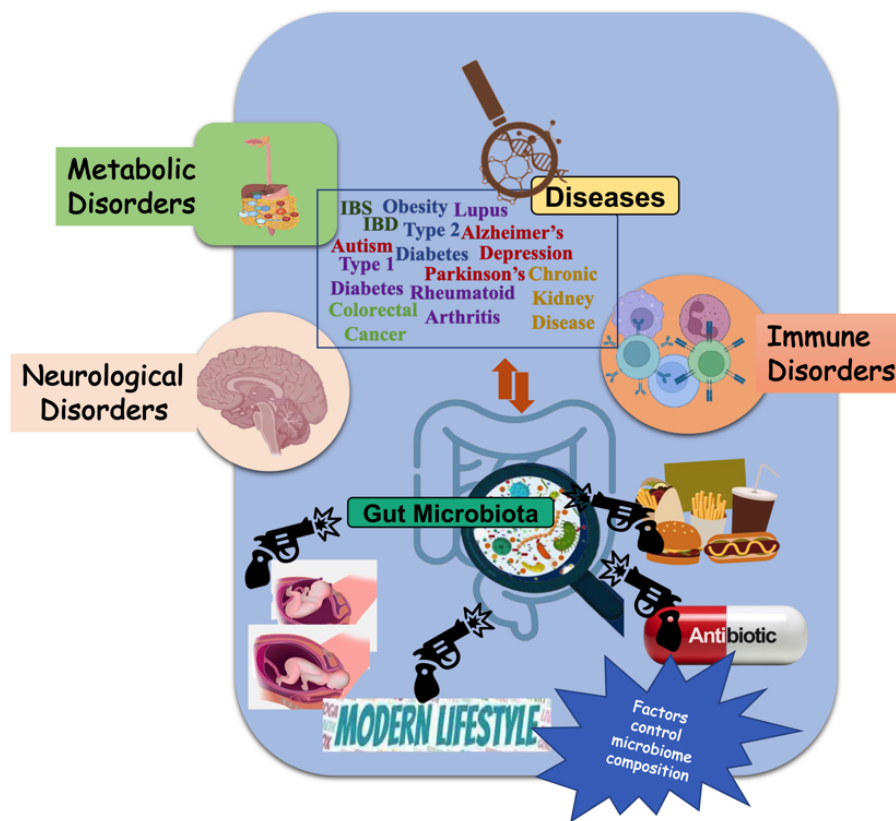 Diseases
Metabolic
Disorders
IBS Obesity Lupus
IBD Type 2 Alzheimer's
Autism Diabetes Depression
Type 1 Parkinson's Chronic
Diabetes Rheumatoid Kidney
Colorectal Arthritis Disease
Cancer
Neurological
Disorders
Immune
Disorders
Gut Microbiota
Antibiotic
MODERN LIFESTYLE
Factors
control
microbiome
composition